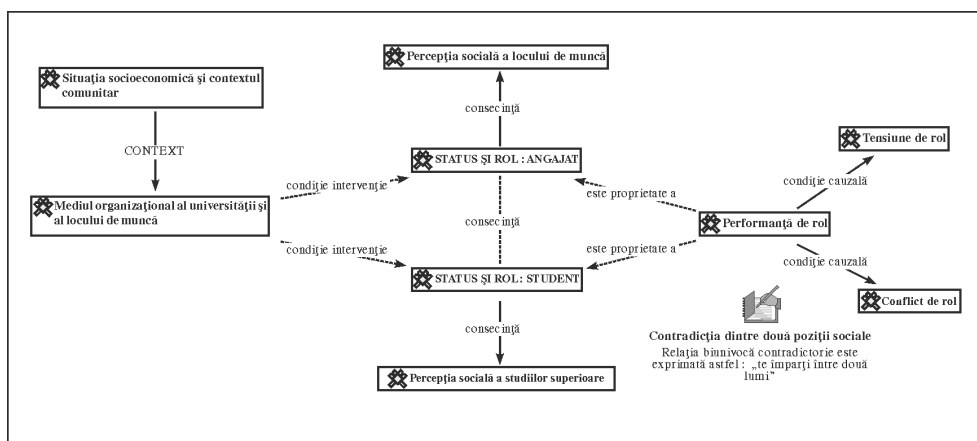 Percepţia socială a locului de muncă
Situaţia socioeconomică şi contextul
comunitar
consecinţă
Tensiune de rol
CONTEXT
STATUS ŞI ROL : ANGAJAT
condiţie intervenţie
condiţie cauzală
este proprietate a
Mediul organizaţional al universităţii şi
al locului de muncă
consecinţă
Performanţă de rol
condiţie intervenţie
este proprietate a
condiţie cauzală
STATUS ŞI ROL: STUDENT
Conflict de rol
consecinţă
Contradicţia dintre două poziţii sociale
Relaţia biunivocă contradictorie este
exprimată astfel : „te împarţi între două
lumi”
Percepţia socială a studiilor superioare